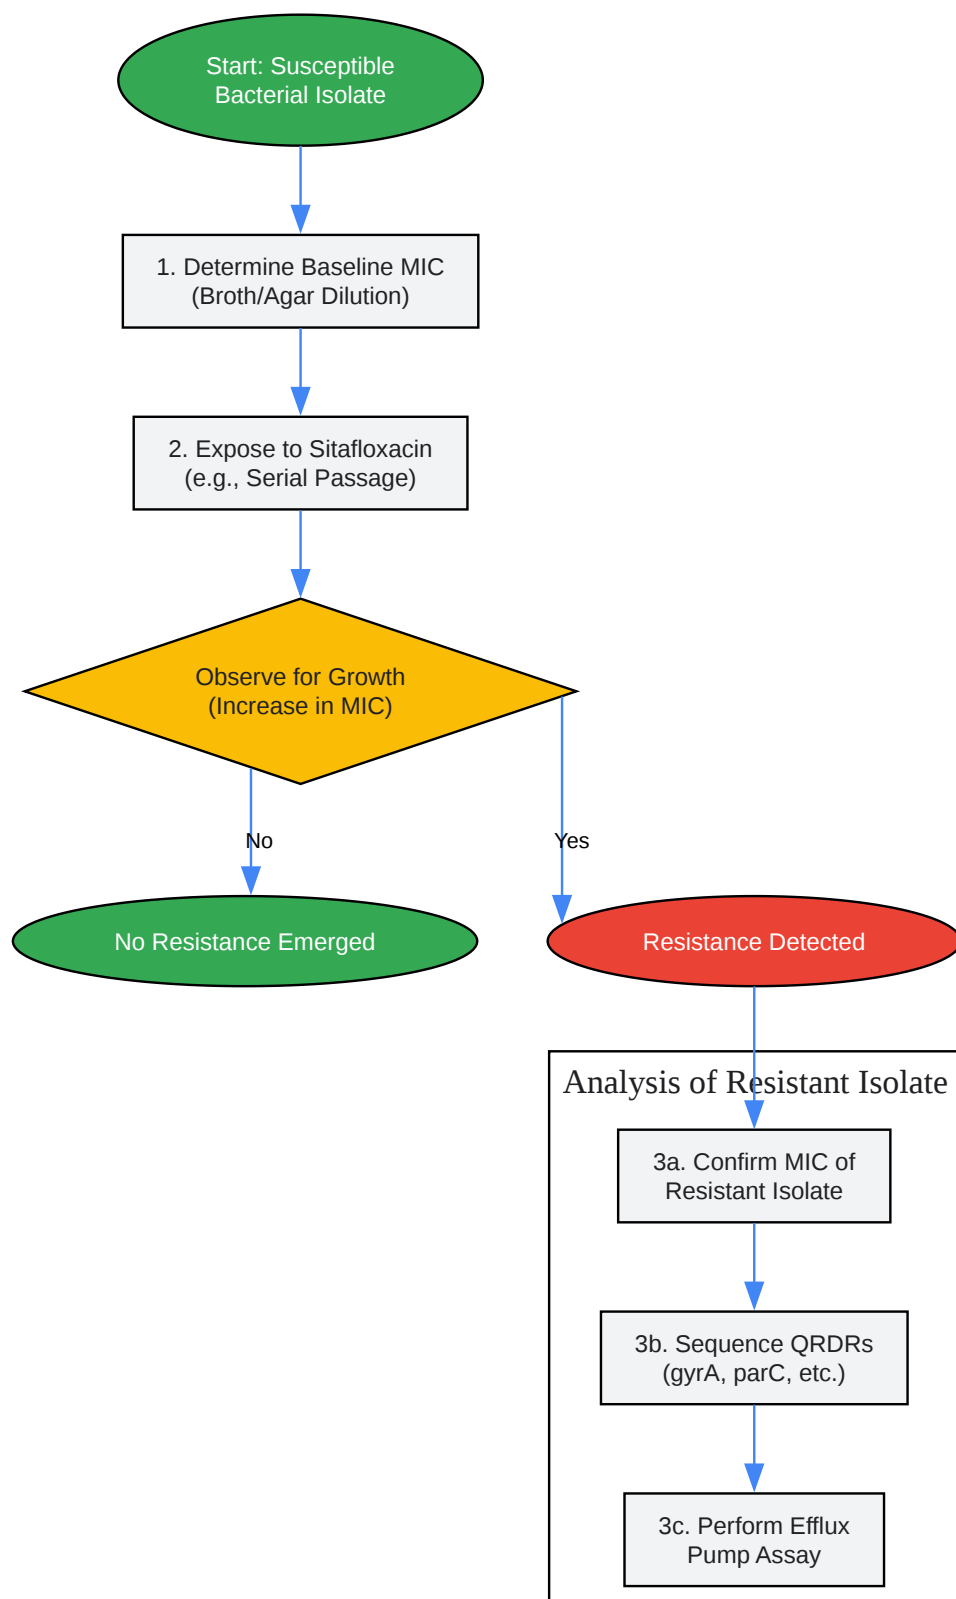 Start: Susceptible
Bacterial Isolate
1. Determine Baseline MIC
(Broth/Agar Dilution)
2. Expose to Sitafloxacin
(e.g., Serial Passage)
Observe for Growth
(Increase in MIC)
No
Yes
No Resistance Emerged
Resistance Detected
Analysis of Resistant Isolate
3a. Confirm MIC of
Resistant Isolate
3b. Sequence QRDRs
(gyrA, parC, etc.)
3c. Perform Efflux
Pump Assay